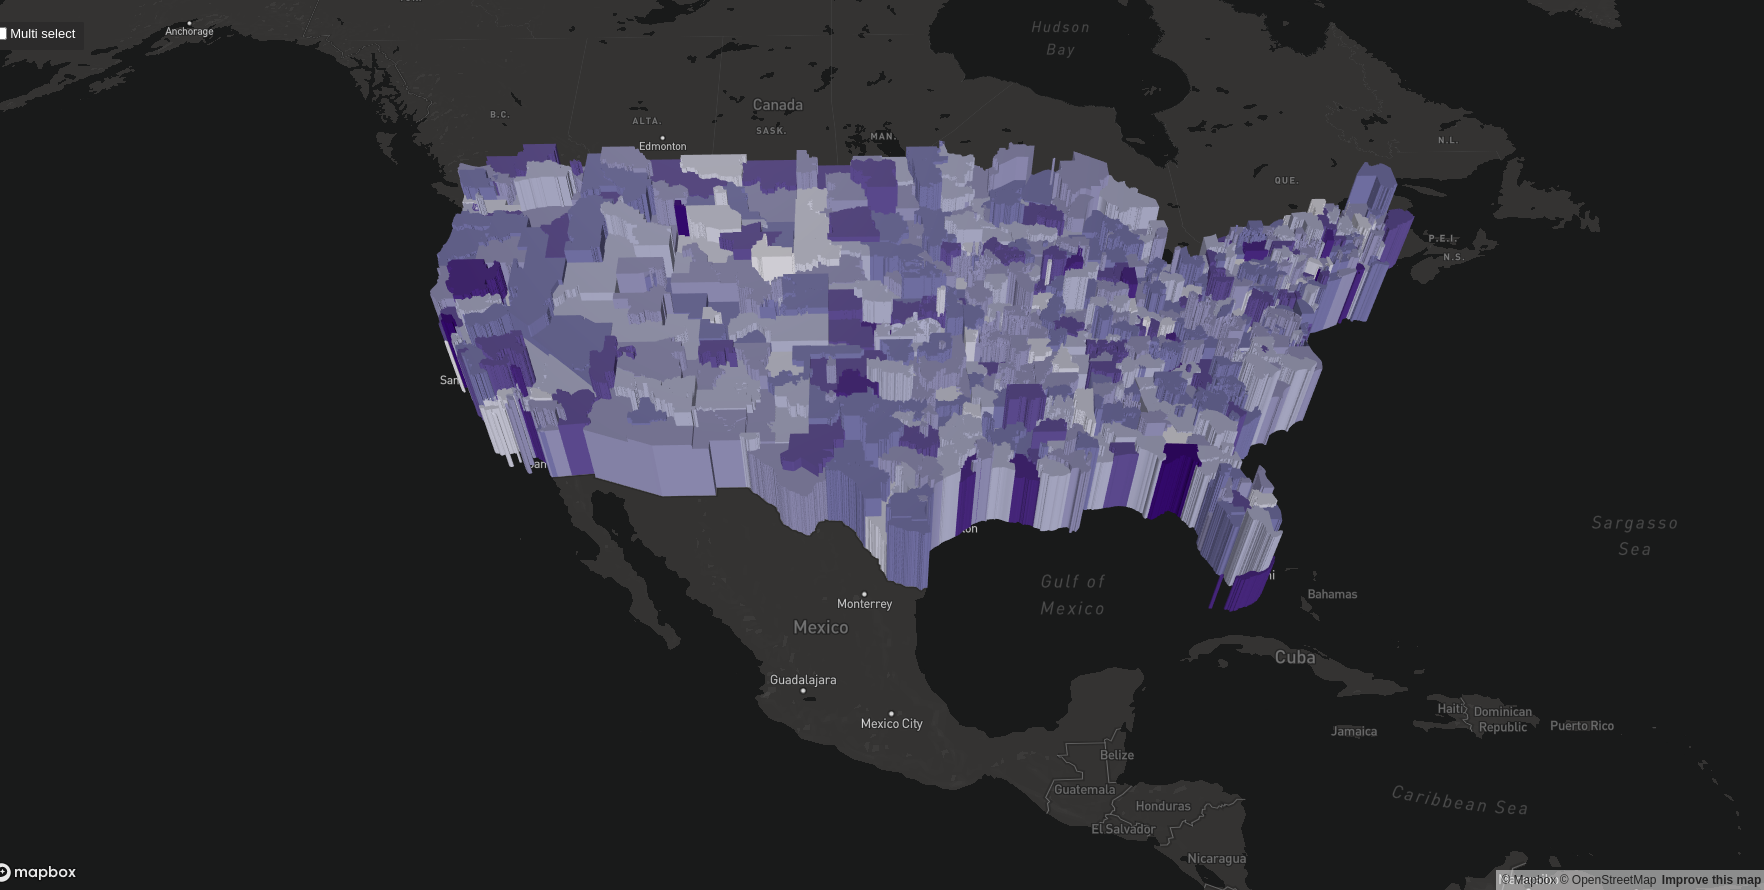 Anchorage
Multi select
Hudson
Bay
Canada
B.C.
ALTA.
SASK.
MAN.
Edmonton
N.L.
QUE.
P.E.I.
N.S.
San
an
on
ni
Sargasso
Sea
Gulf of
Mexico
Bahamas
Monterrey
Mexico
Cuba
Guadalajara
Mexico City
Haiti
Dominican
Republic
Puerto Rico
Jamaica
Belize
Guatemala
Honduras
Caribbean Sea
El Salvador
Nicaragua
mapbox
© Mapbox © OpenStreetMap Improve this map